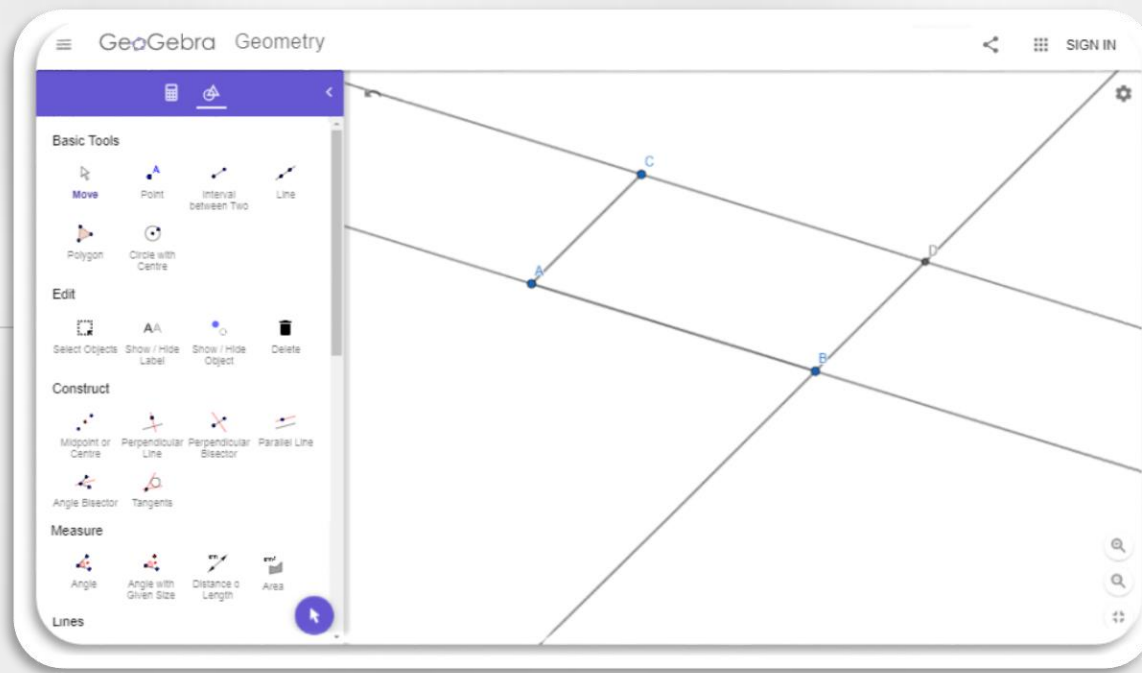 GeoGebra Geometry
SIGN IN
Basic Tools
Move
Point
Interval
between Two
Line
Polygon
Circle with
Centre
Edit
Select Objects
Show / Hide
Label
Show / Hide
Object
Delete
Construct
Midpoint or
Centre
Perpendicular
Line
Perpendicular
Bisector
Parallel Line
Angle Bisector
Tangents
Measure
Angle
Angle with
Given Size
Distance o
Length
Area
Lines
C
D
A
B